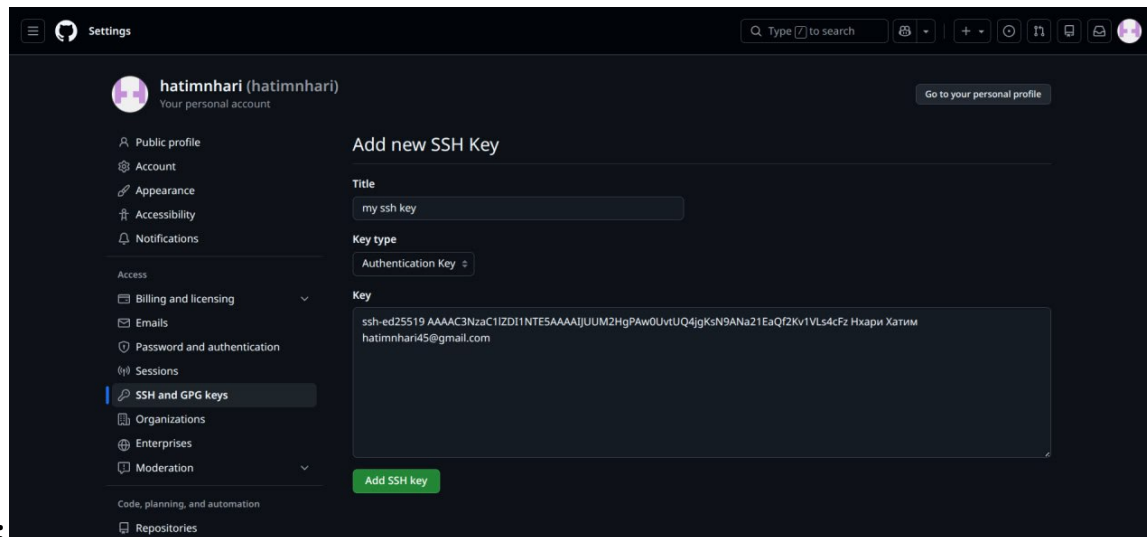 Settings
Type / to search
hatimnhari (hatimnhari)
Your personal account
Go to your personal profile
Public profile
Account
Appearance
Accessibility
Notifications
Access
Billing and licensing
Emails
Password and authentication
Sessions
SSH and GPG keys
Organizations
Enterprises
Moderation
Code, planning, and automation
Repositories
Add new SSH Key
Title
my ssh key
Key type
Authentication Key
Key
ssh-ed25519 AAAAC3NzaC1lZDI1NTE5AAAAIJUUM2HgPAw0UvtUQ4jgKsN9ANa21EaQf2Kv1VLs4cFz Нхари Хатим
hatimnhari45@gmail.com
Add SSH key